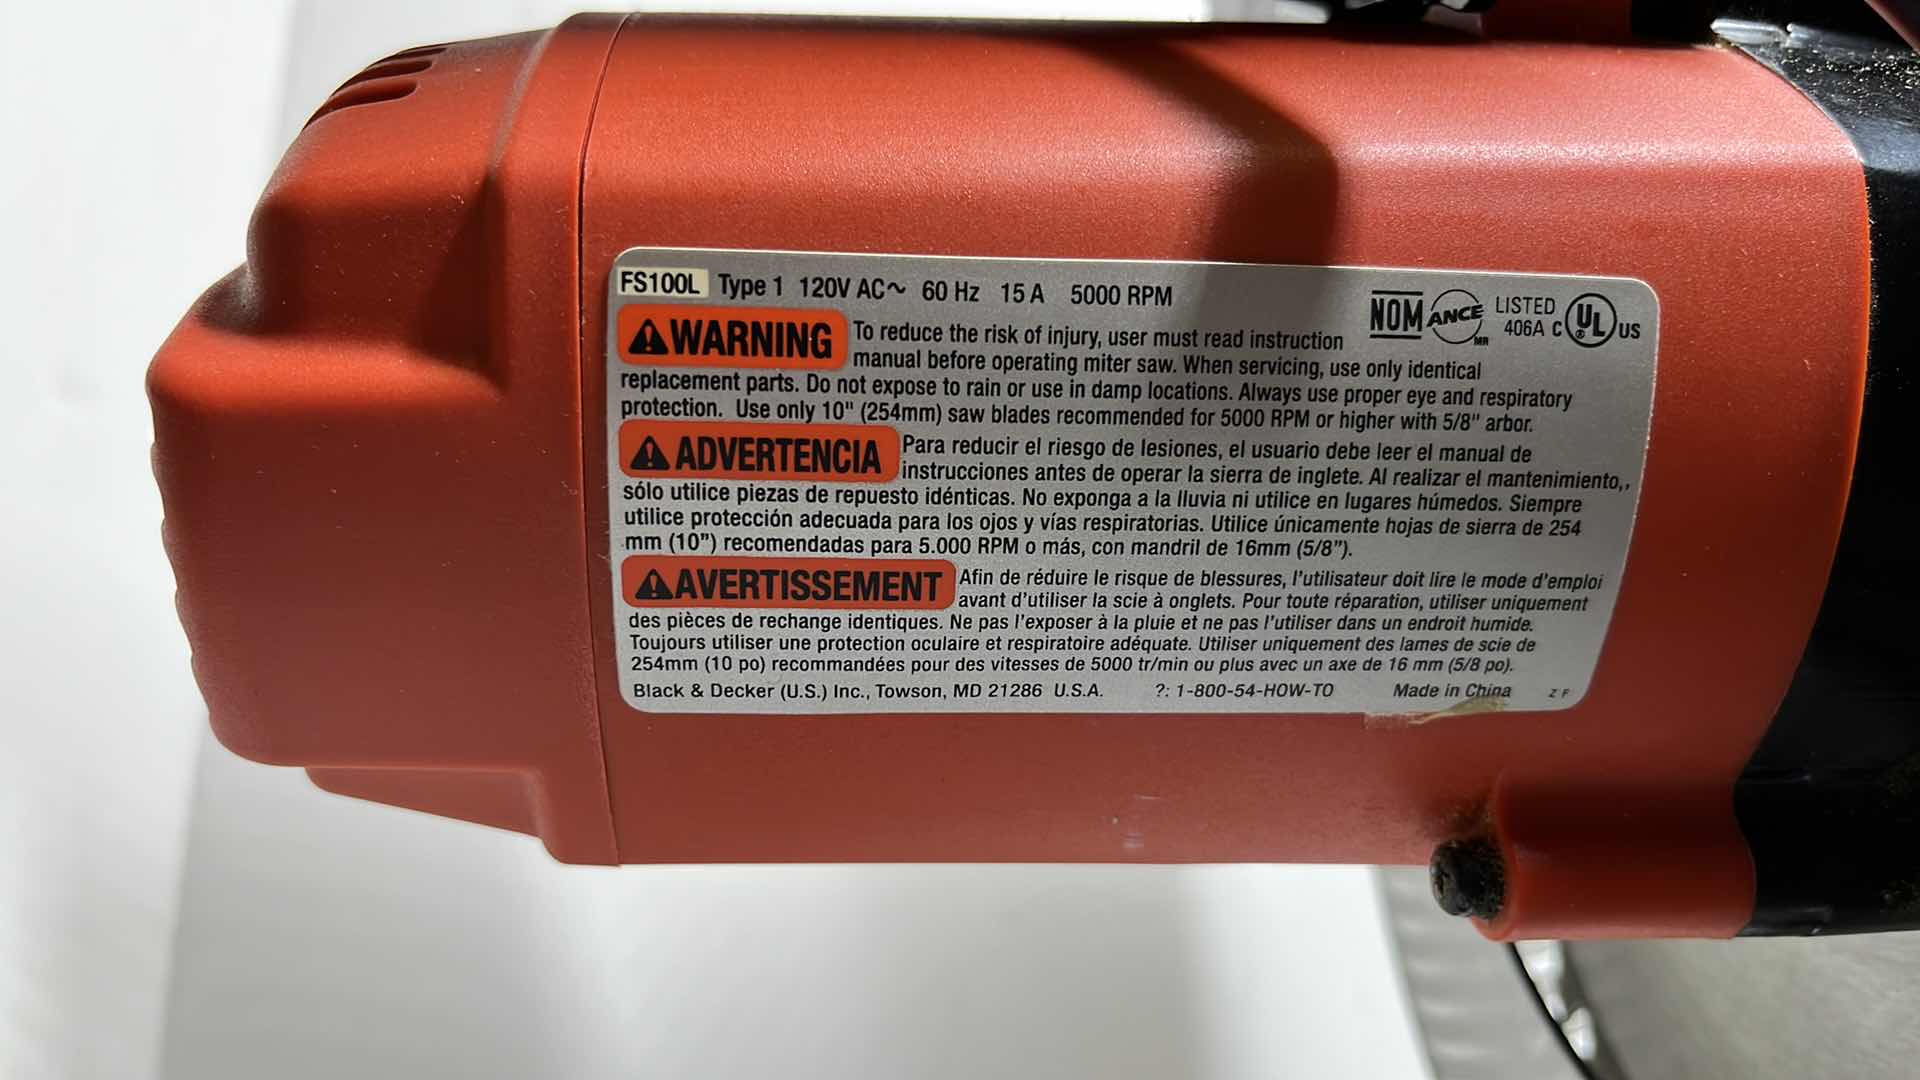 FS100L Type 1 120V AC~ 60 Hz 15 A 5000 RPM
NOM ANCE MR LISTED 406A C UL ® US
⚠WARNING To reduce the risk of injury, user must read instruction
manual before operating miter saw. When servicing, use only identical
replacement parts. Do not expose to rain or use in damp locations. Always use proper eye and respiratory
protection. Use only 10" (254mm) saw blades recommended for 5000 RPM or higher with 5/8" arbor.
⚠ADVERTENCIA Para reducir el riesgo de lesiones, el usuario debe leer el manual de
instrucciones antes de operar la sierra de inglete. Al realizar el mantenimiento,,
sólo utilice piezas de repuesto idénticas. No exponga a la lluvia ni utilice en lugares húmedos. Siempre
utilice protección adecuada para los ojos y vías respiratorias. Utilice únicamente hojas de sierra de 254
mm (10”) recomendadas para 5.000 RPM o más, con mandril de 16mm (5/8”).
⚠AVERTISSEMENT Afin de réduire le risque de blessures, l’utilisateur doit lire le mode d’emploi
avant d’utiliser la scie à onglets. Pour toute réparation, utiliser uniquement
des pièces de rechange identiques. Ne pas l’exposer à la pluie et ne pas l’utiliser dans un endroit humide.
Toujours utiliser une protection oculaire et respiratoire adéquate. Utiliser uniquement des lames de scie de
254mm (10 po) recommandées pour des vitesses de 5000 tr/min ou plus avec un axe de 16 mm (5/8 po).
Black & Decker (U.S.) Inc., Towson, MD 21286 U.S.A. ?: 1-800-54-HOW-TO Made in China Z F